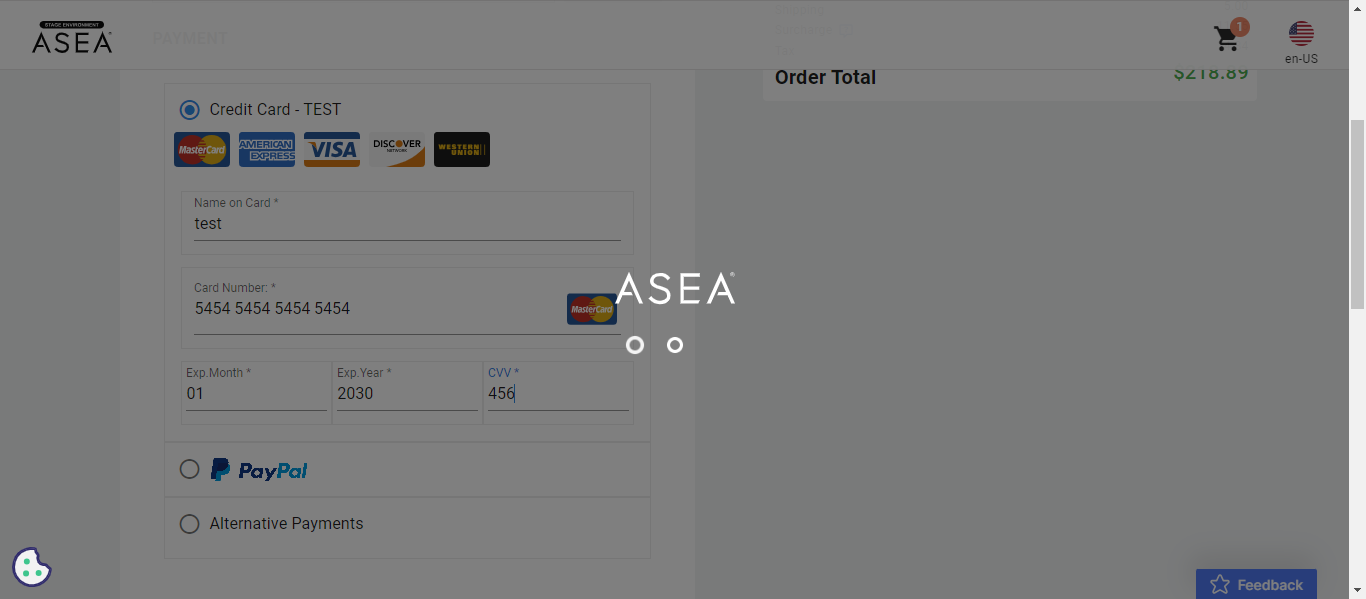 STAGE ENVIRONMENT
ASEA
PAYMENT
1
en-US
Order Total
$218.89
Credit Card - TEST
MasterCard
AMERICAN EXPRESS
VISA
DISCOVER
NETWORK
WESTERN UNION
Name on Card *
test
Card Number: *
5454 5454 5454 5454
MasterCard
ASEA
Exp.Month *
Exp.Year *
CVV *
01
2030
456
PayPal
Alternative Payments
Feedback